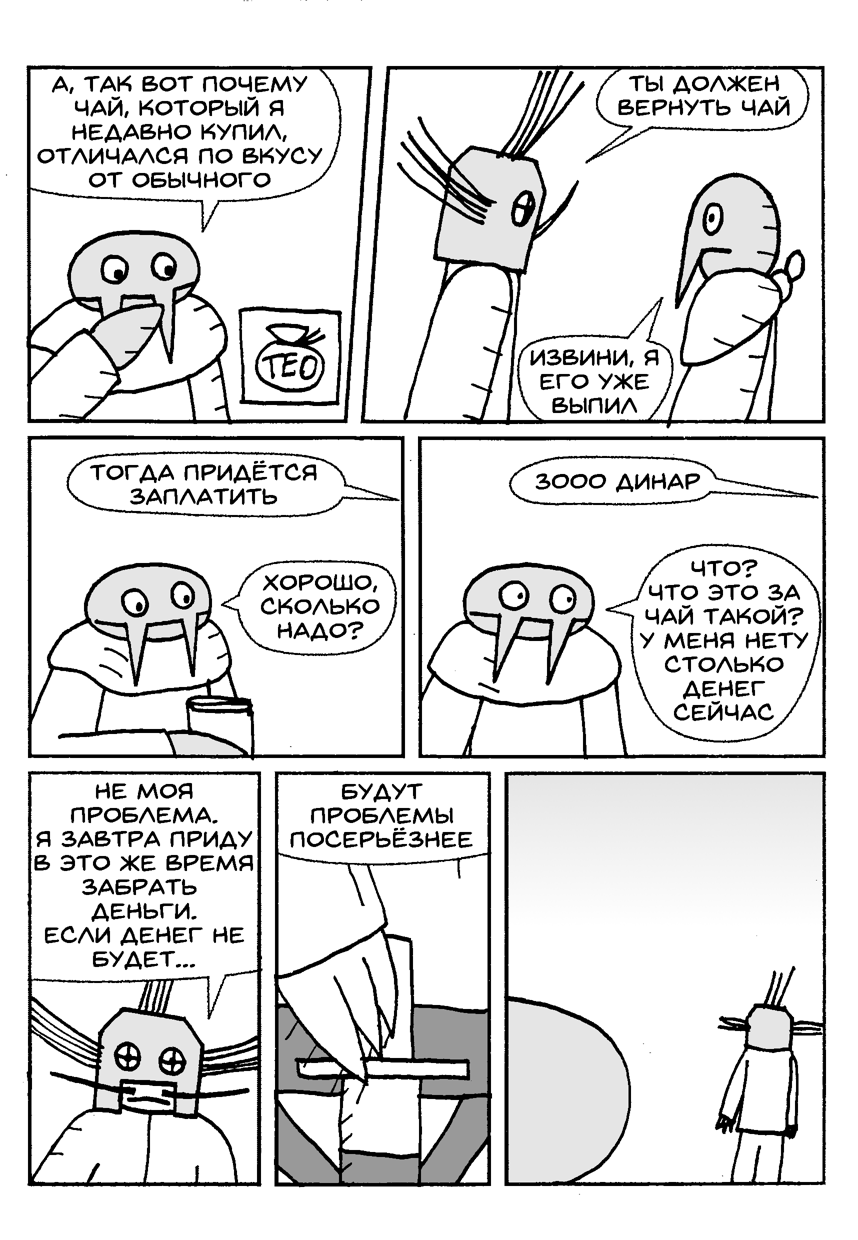 А, ТАК ВОТ ПОЧЕМУ
ЧАЙ, КОТОРЫЙ Я
НЕДАВНО КУПИЛ,
ОТЛИЧАЛСЯ ПО ВКУСУ
ОТ ОБЫЧНОГО
TEO
ТЫ ДОЛЖЕН
ВЕРНУТЬ ЧАЙ
ИЗВИНИ, Я
ЕГО УЖЕ
ВЫПИЛ
ТОГДА ПРИДЁТСЯ
ЗАПЛАТИТЬ
ХОРОШО,
СКОЛЬКО
НАДО?
3000 ДИНАР
ЧТО?
ЧТО ЭТО ЗА
ЧАЙ ТАКОЙ?
У МЕНЯ НЕТУ
СТОЛЬКО
ДЕНЕГ
СЕЙЧАС
НЕ МОЯ
ПРОБЛЕМА.
Я ЗАВТРА ПРИДУ
В ЭТО ЖЕ ВРЕМЯ
ЗАБРАТЬ
ДЕНЬГИ.
ЕСЛИ ДЕНЕГ НЕ
БУДЕТ...
БУДУТ
ПРОБЛЕМЫ
ПОСЕРЬЁЗНЕЕ